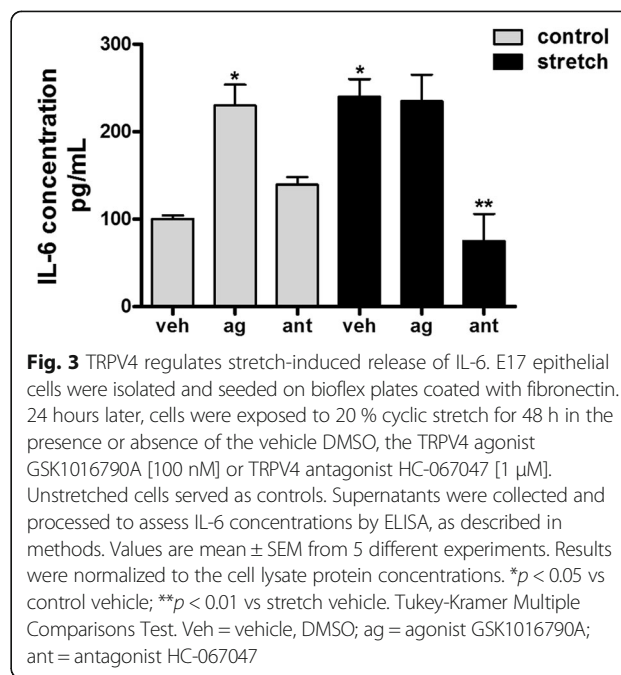 control
stretch
300
200
100
0
IL-6 concentration
pg/mL
*
*
**
veh ag ant veh ag ant
Fig. 3 TRPV4 regulates stretch-induced release of IL-6. E17 epithelial
cells were isolated and seeded on bioflex plates coated with fibronectin.
24 hours later, cells were exposed to 20 % cyclic stretch for 48 h in the
presence or absence of the vehicle DMSO, the TRPV4 agonist
GSK1016790A [100 nM] or TRPV4 antagonist HC-067047 [1 μM].
Unstretched cells served as controls. Supernatants were collected and
processed to assess IL-6 concentrations by ELISA, as described in
methods. Values are mean ± SEM from 5 different experiments. Results
were normalized to the cell lysate protein concentrations. *p < 0.05 vs
control vehicle; **p < 0.01 vs stretch vehicle. Tukey-Kramer Multiple
Comparisons Test. Veh = vehicle, DMSO; ag = agonist GSK1016790A;
ant = antagonist HC-067047